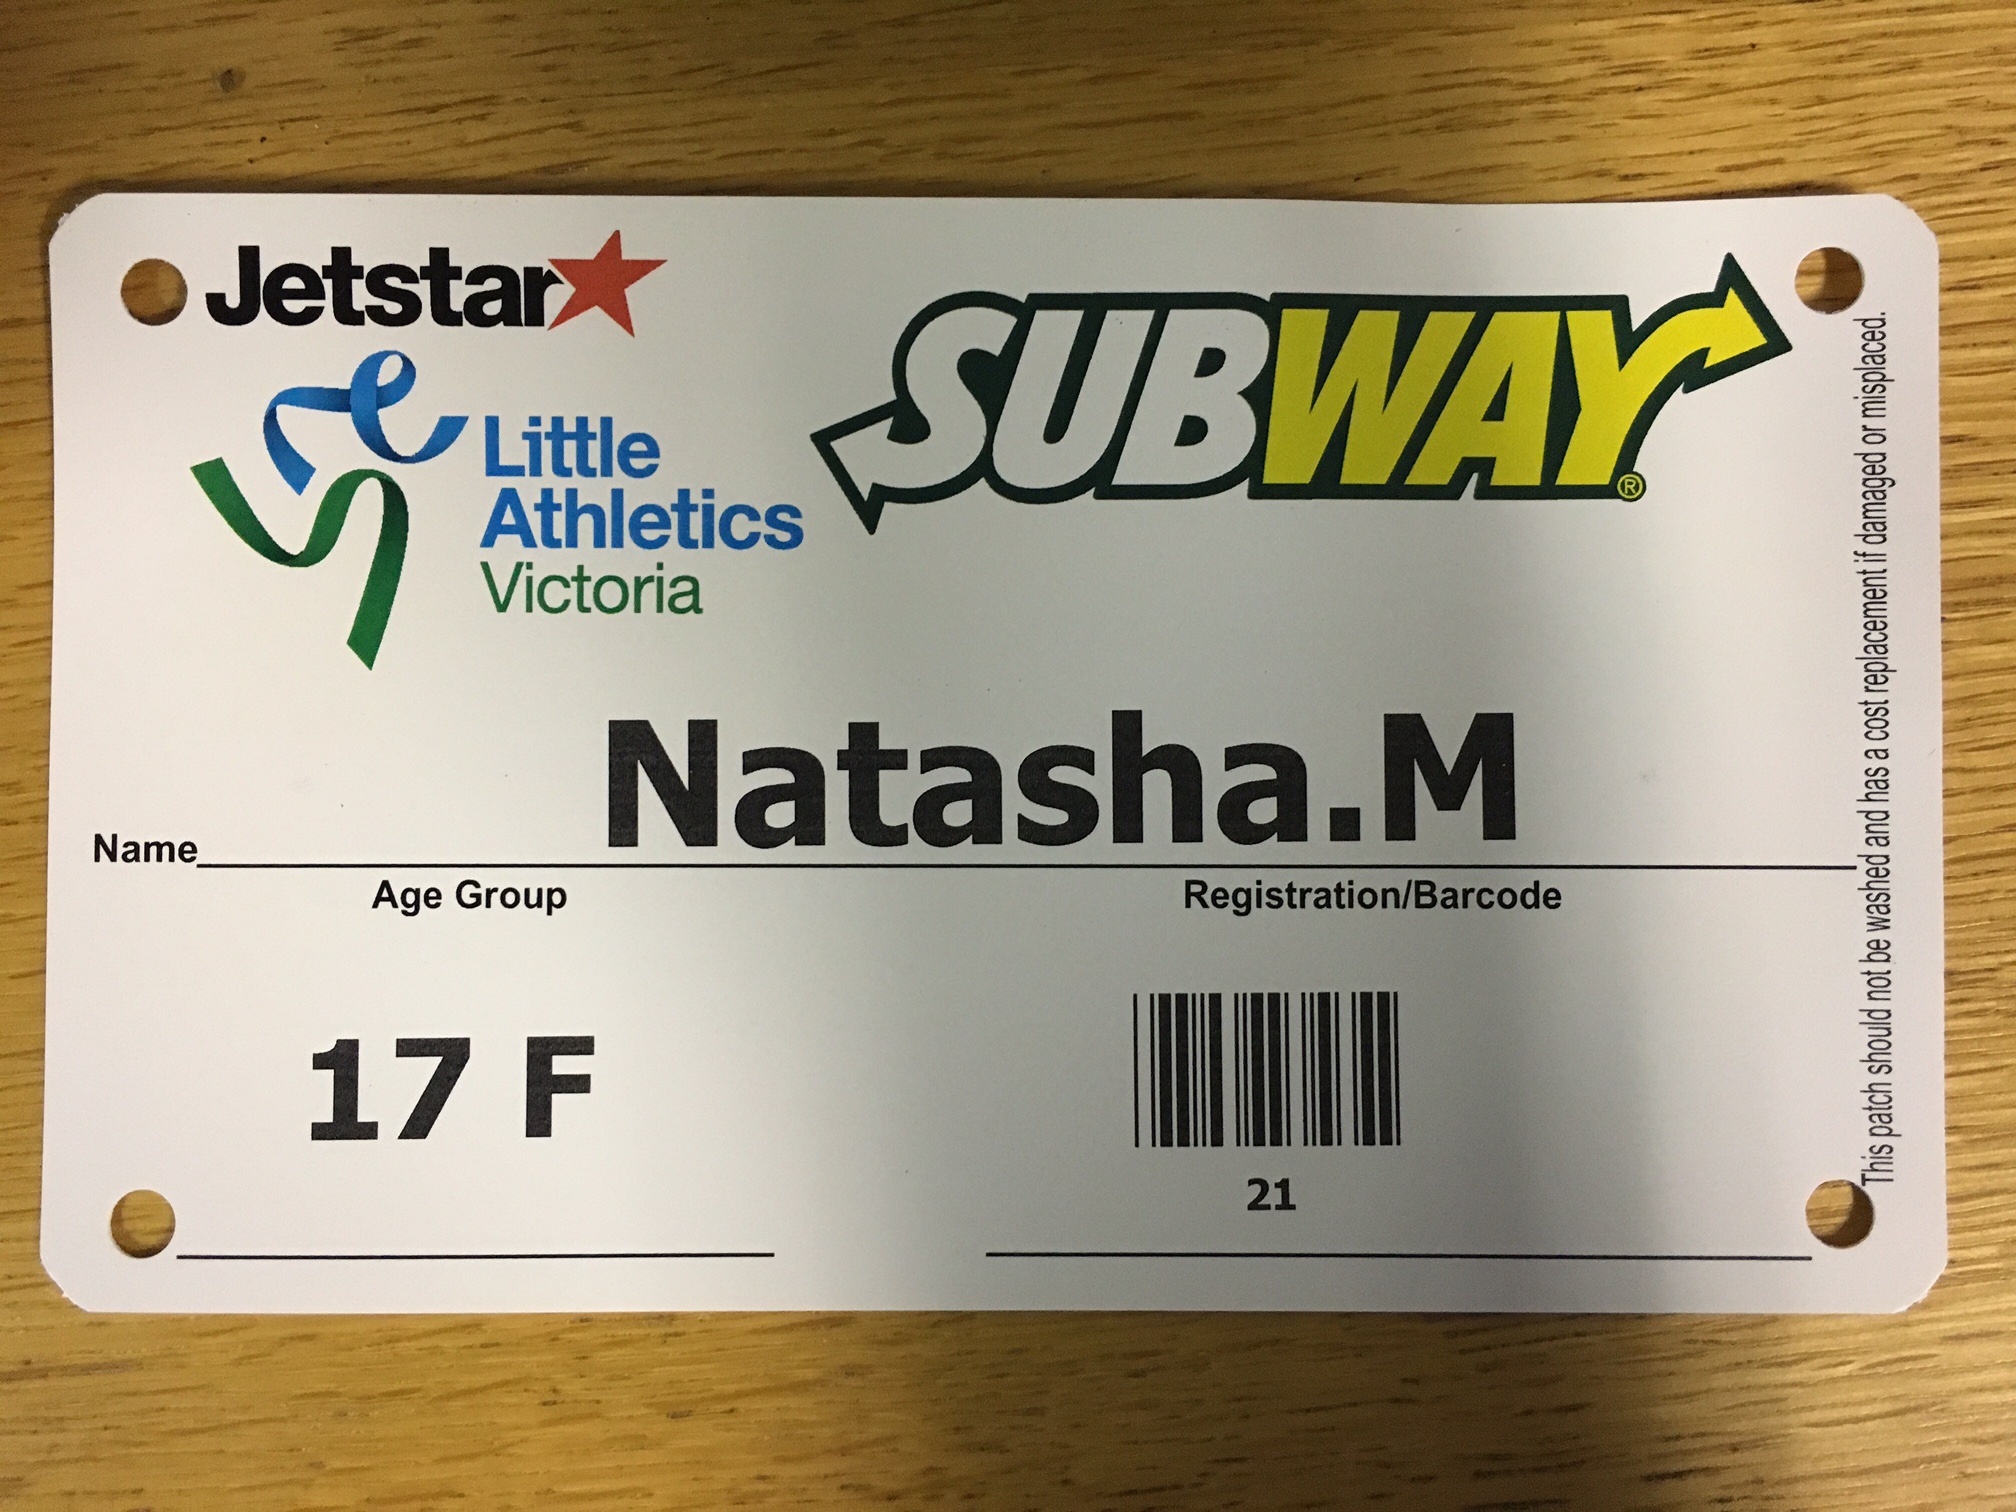 Jetstar
SUBWAY®
Little
Athletics
Victoria
Name Natasha.M
Age Group
Registration/Barcode
17 F
21
This patch should not be washed and has a cost replacement if damaged or misplaced.